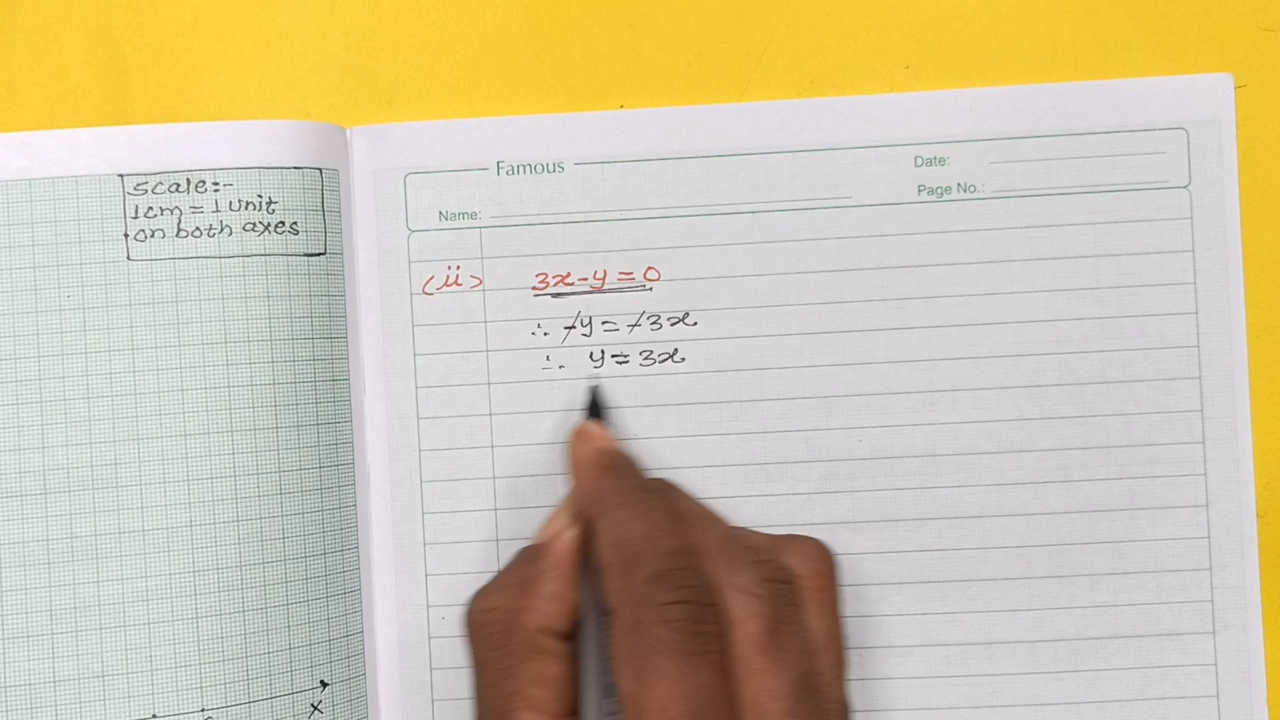 scale:-
1cm = 1 unit
on both axes
X
Famous
Date:
Page No.:
Name:
(ii) 3x-y=0
∴ -y = -3x
∴ y = 3x